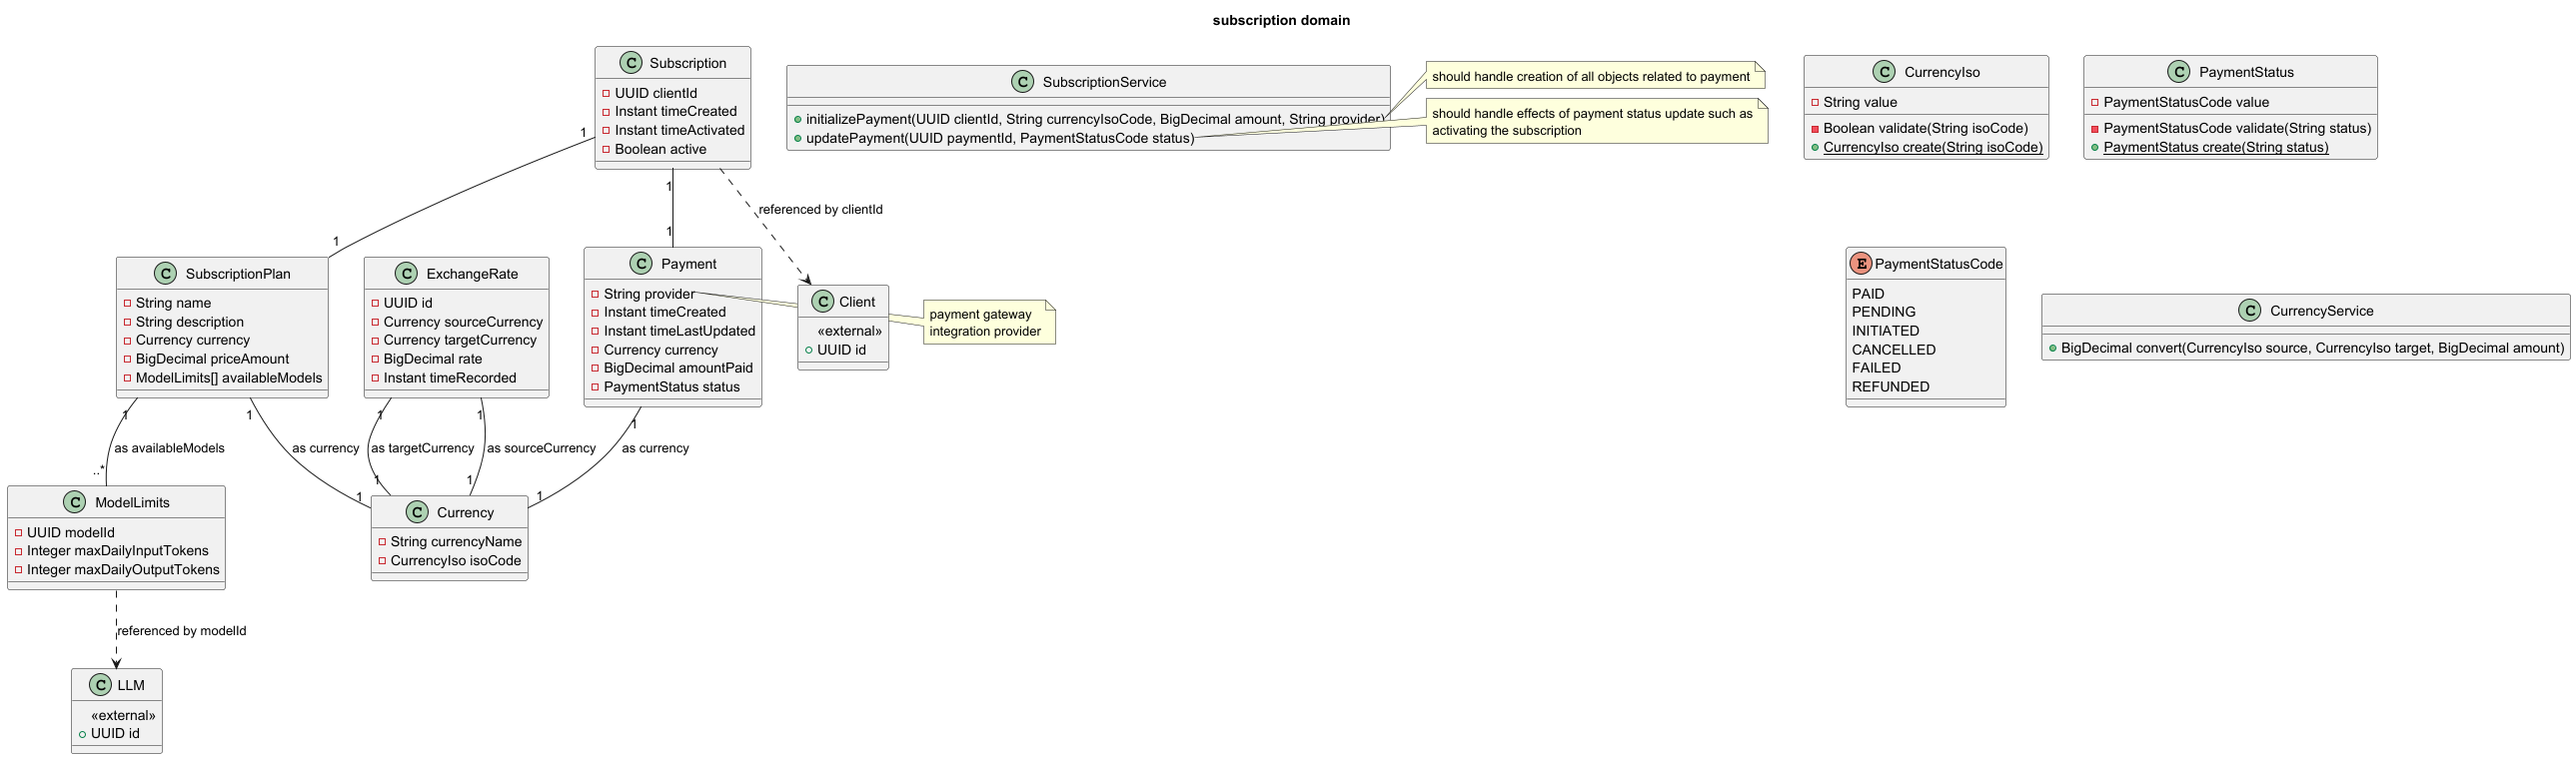 subscription domain
C Subscription
UUID clientId
Instant timeCreated
Instant timeActivated
Boolean active
C SubscriptionService
initializePayment(UUID clientId, String currencyIsoCode, BigDecimal amount, String provider)
updatePayment(UUID paymentId, PaymentStatusCode status)
should handle creation of all objects related to payment
should handle effects of payment status update such as
activating the subscription
C CurrencyIso
String value
Boolean validate(String isoCode)
CurrencyIso create(String isoCode)
C PaymentStatus
PaymentStatusCode value
PaymentStatusCode validate(String status)
PaymentStatus create(String status)
1
1
1
1
referenced by clientId
C SubscriptionPlan
String name
String description
Currency currency
BigDecimal priceAmount
ModelLimits[] availableModels
C ExchangeRate
UUID id
Currency sourceCurrency
Currency targetCurrency
BigDecimal rate
Instant timeRecorded
C Payment
String provider
Instant timeCreated
Instant timeLastUpdated
Currency currency
BigDecimal amountPaid
PaymentStatus status
C Client
«external»
UUID id
payment gateway
integration provider
E PaymentStatusCode
PAID
PENDING
INITIATED
CANCELLED
FAILED
REFUNDED
C CurrencyService
BigDecimal convert(CurrencyIso source, CurrencyIso target, BigDecimal amount)
1
1
1
1
1
as availableModels
as currency
as targetCurrency
as sourceCurrency
as currency
..*
1
1
1
1
C ModelLimits
UUID modelId
Integer maxDailyInputTokens
Integer maxDailyOutputTokens
C Currency
String currencyName
CurrencyIso isoCode
referenced by modelId
C LLM
«external»
UUID id